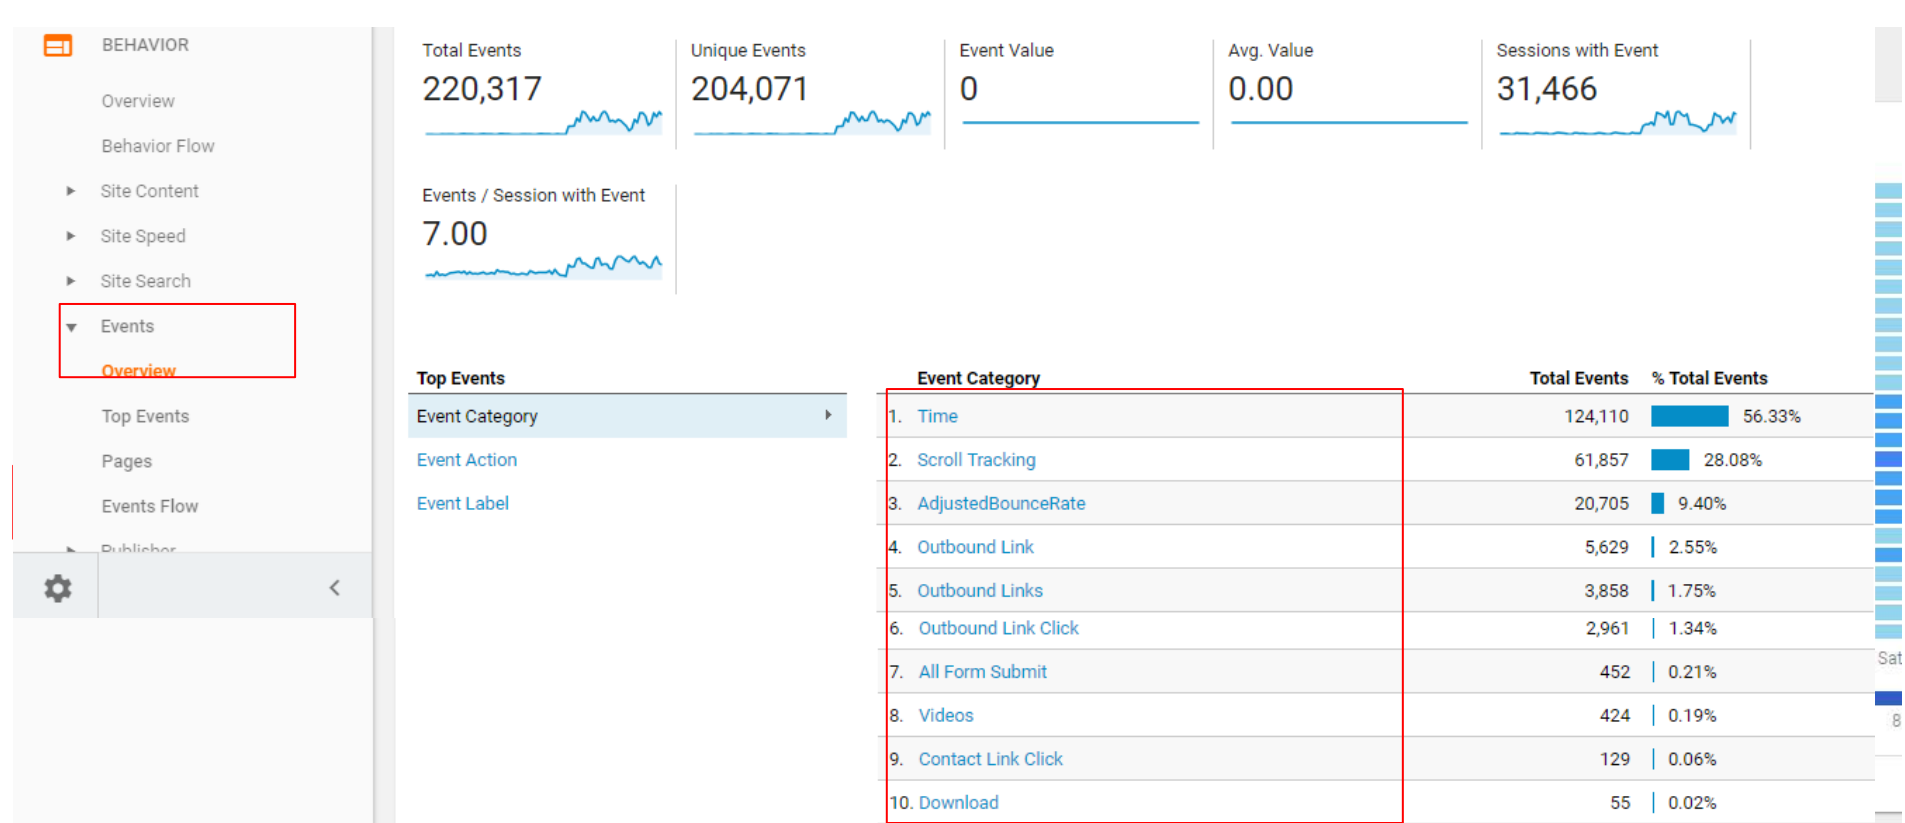 BEHAVIOR
Overview
Behavior Flow
Site Content
Site Speed
Site Search
Events
Overview
Top Events
Pages
Events Flow
Publisher
Total Events
220,317
Unique Events
204,071
Event Value
0
Avg. Value
0.00
Sessions with Event
31,466
Events / Session with Event
7.00
Top Events
Event Category
Event Action
Event Label
Event Category Total Events % Total Events
1. Time 124,110 56.33%
2. Scroll Tracking 61,857 28.08%
3. AdjustedBounceRate 20,705 9.40%
4. Outbound Link 5,629 2.55%
5. Outbound Links 3,858 1.75%
6. Outbound Link Click 2,961 1.34%
7. All Form Submit 452 0.21%
8. Videos 424 0.19%
9. Contact Link Click 129 0.06%
10. Download 55 0.02%
Sat
8